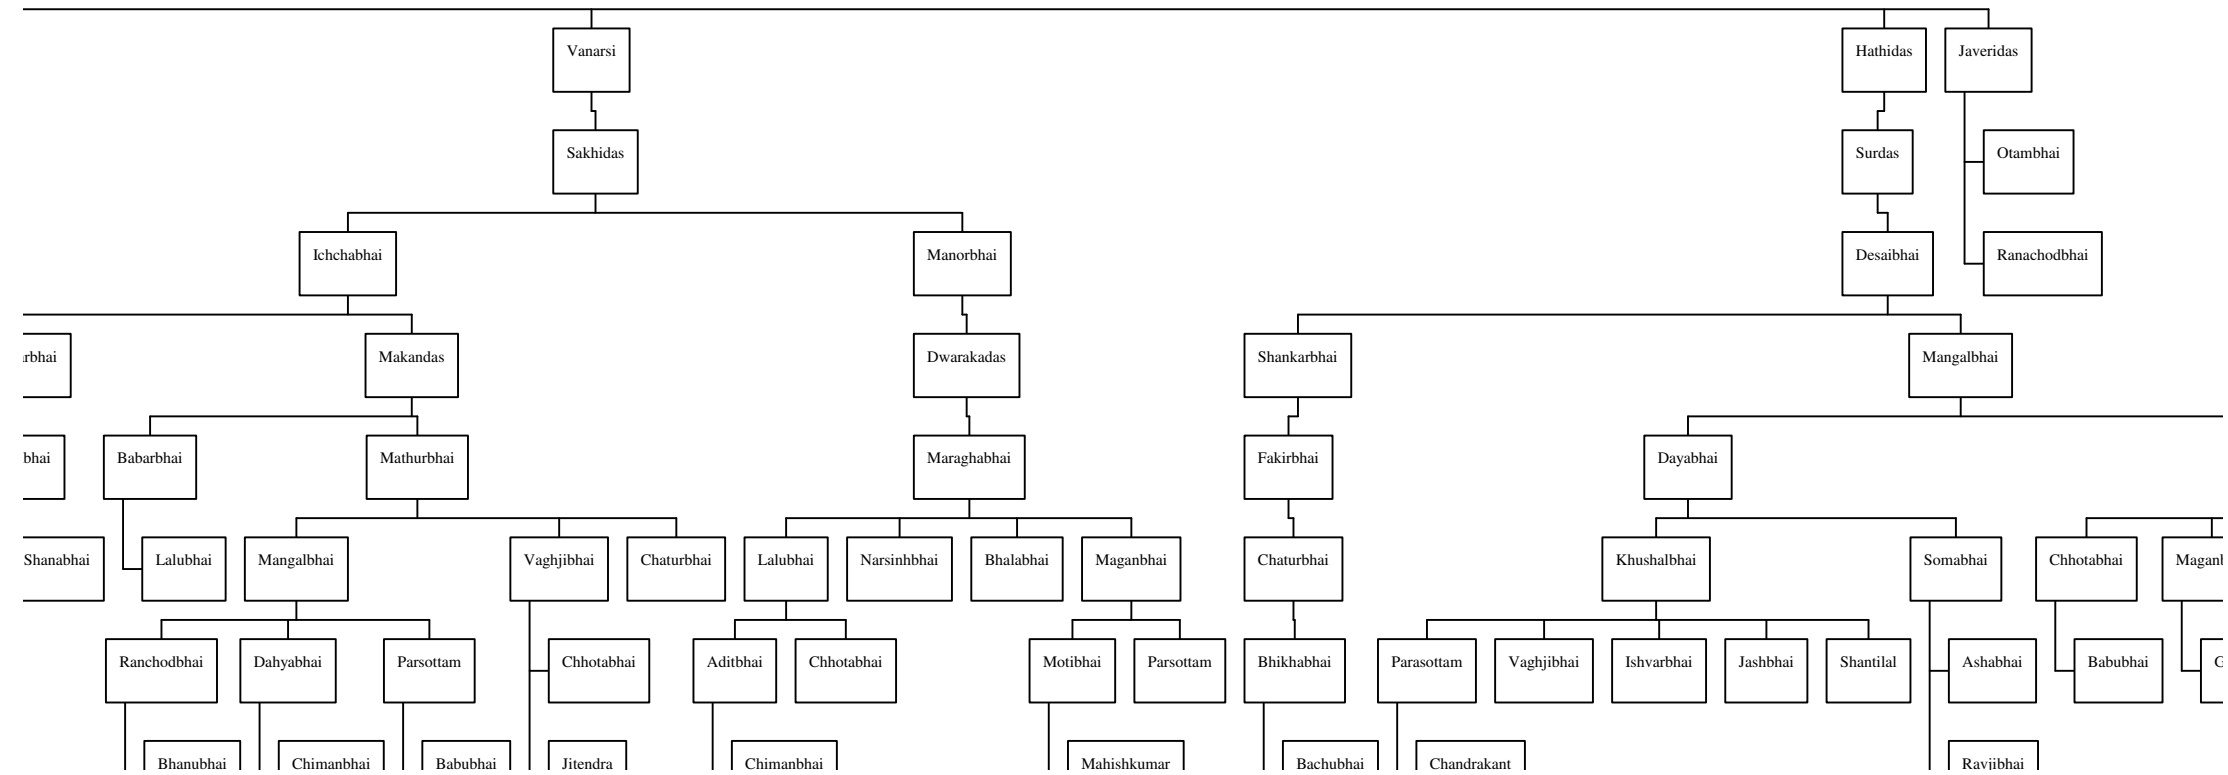 Vanarsi
Hathidas
Javeridas
Sakhidas
Surdas
Otambhai
Ichchabhai
Manorbhai
Desaibhai
Ranachodbhai
Makandas
Dwarakadas
Shankarbhai
Mangalbhai
bhai
Babarbhai
Mathurbhai
Maraghabhai
Fakirbhai
Dayabhai
Shanabhai
Lalubhai
Mangalbhai
Vaghjibhai
Chaturbhai
Lalubhai
Narsinhbhai
Bhalabhai
Maganbhai
Chaturbhai
Khushalbhai
Somabhai
Chhotabhai
Ranchodbhai
Dahyabhai
Parsottam
Chhotabhai
Aditbhai
Chhotabhai
Motibhai
Parsottam
Bhikhabhai
Parasottam
Vaghjibhai
Ishvarbhai
Jashbhai
Shantilal
Ashabhai
Babubhai
Bhanubhai
Chimanbhai
Babubhai
Jitendra
Chimanbhai
Mahishkumar
Bachubhai
Chandrakant
Ravjibhai